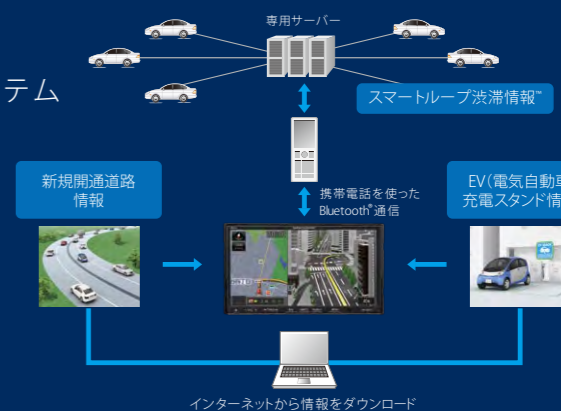 専用サーバー
テム
スマートループ渋滞情報™
新規開通道路
情報
携帯電話を使った
Bluetooth®通信
EV(電気自動車
充電スタンド情
インターネットから情報をダウンロード